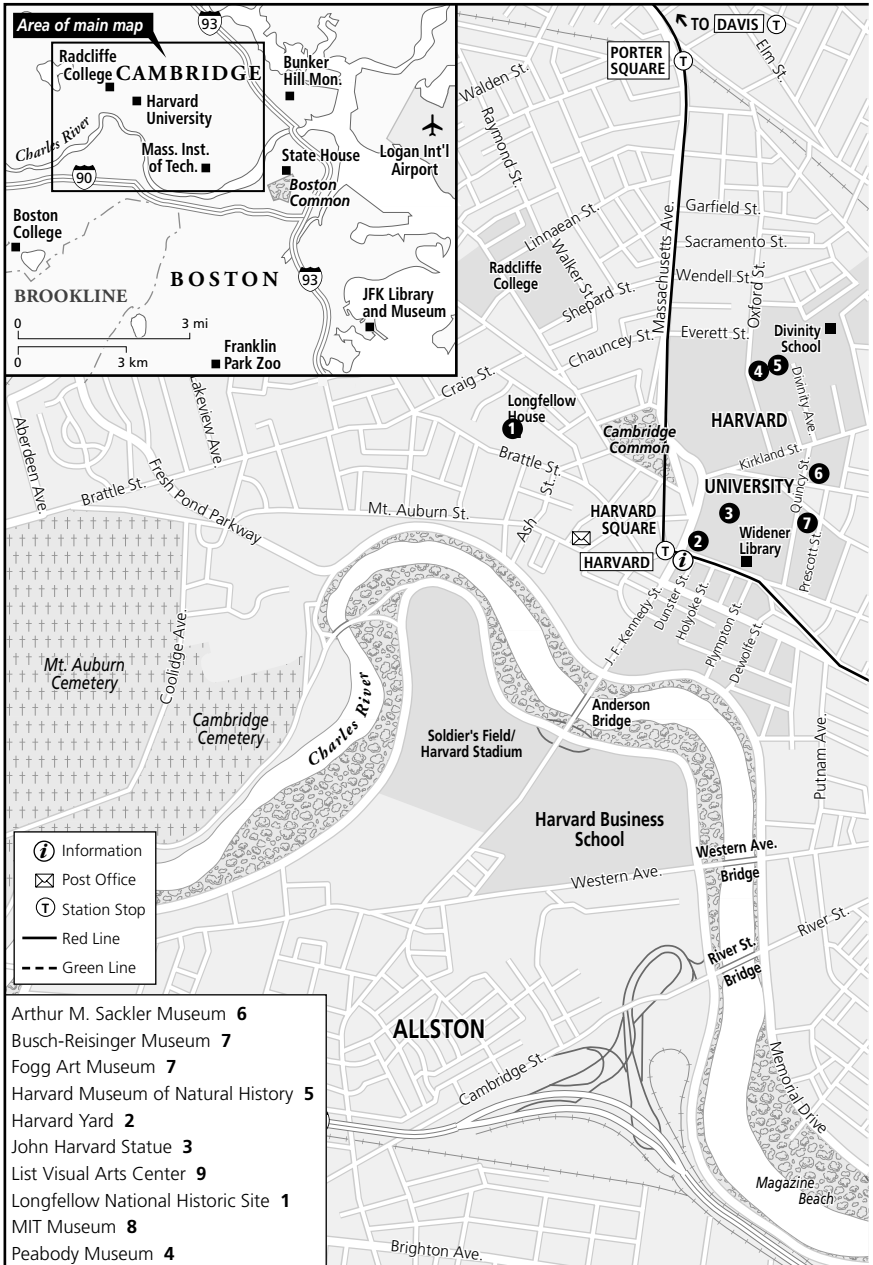 Area of main map
93
Radcliffe
College
CAMBRIDGE
Bunker
Hill Mon.
Harvard
University
Charles River
Mass. Inst.
of Tech.
State House
Logan Int'l
Airport
90
Boston
Common
Boston
College
BOSTON
BROOKLINE
93
JFK Library
and Museum
0 3 mi
0 3 km
Franklin
Park Zoo
TO DAVIS T
PORTER
SQUARE
T
Elm St.
Walden St.
Raymond St.
Massachusetts Ave.
Garfield St.
Linnaean St.
Sacramento St.
Walker St.
Radcliffe
College
Wendell St.
Oxford St.
Shepard St.
Everett St.
Divinity
School
Chauncey St.
4
5
Craig St.
Divinity Ave.
Longfellow
House
1
HARVARD
Cambridge
Common
Brattle St.
Kirkland St.
6
UNIVERSITY
Quincy St.
Aberdeen Ave.
Lakeview Ave.
Brattle St.
Fresh Pond Parkway
Mt. Auburn St.
Ash St.
HARVARD
SQUARE
3
7
2
Widener
Library
Prescott St.
HARVARD
T
i
J. F. Kennedy St.
Dunster St.
Holyoke St.
Plympton St.
Dewolfe St.
Coolidge Ave.
Mt. Auburn
Cemetery
Cambridge
Cemetery
Charles River
Anderson
Bridge
Soldier's Field/
Harvard Stadium
Putnam Ave.
Harvard Business
School
Western Ave.
Bridge
Western Ave.
River St.
River St.
Bridge
i Information
Post Office
T Station Stop
Red Line
Green Line
ALLSTON
Cambridge St.
Memorial Drive
Magazine
Beach
Brighton Ave.
Arthur M. Sackler Museum 6
Busch-Reisinger Museum 7
Fogg Art Museum 7
Harvard Museum of Natural History 5
Harvard Yard 2
John Harvard Statue 3
List Visual Arts Center 9
Longfellow National Historic Site 1
MIT Museum 8
Peabody Museum 4